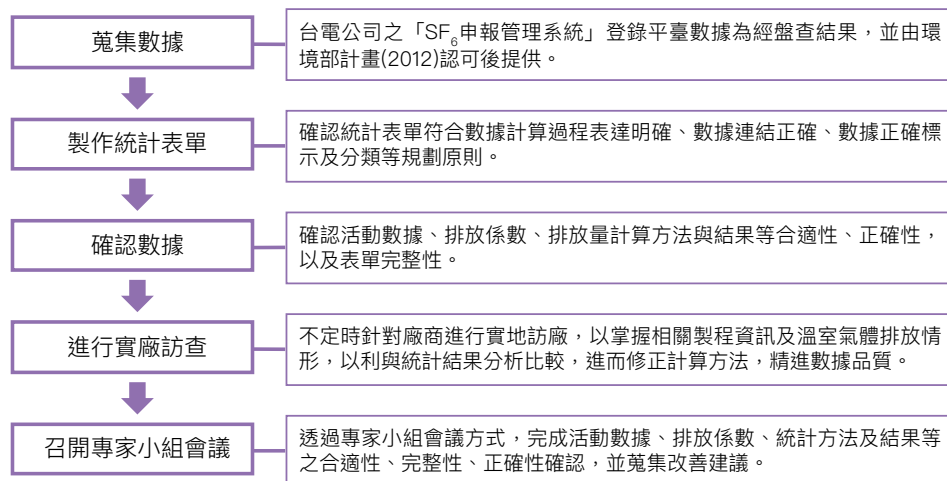 蒐集數據
台電公司之「SF₆申報管理系統」登錄平臺數據為經盤查結果，並由環
境部計畫(2012)認可後提供。
製作統計表單
確認統計表單符合數據計算過程表達明確、數據連結正確、數據正確標
示及分類等規劃原則。
確認數據
確認活動數據、排放係數、排放量計算方法與結果等合適性、正確性，
以及表單完整性。
進行實廠訪查
不定時針對廠商進行實地訪廠，以掌握相關製程資訊及溫室氣體排放情
形，以利與統計結果分析比較，進而修正計算方法，精進數據品質。
召開專家小組會議
透過專家小組會議方式，完成活動數據、排放係數、統計方法及結果等
之合適性、完整性、正確性確認，並蒐集改善建議。